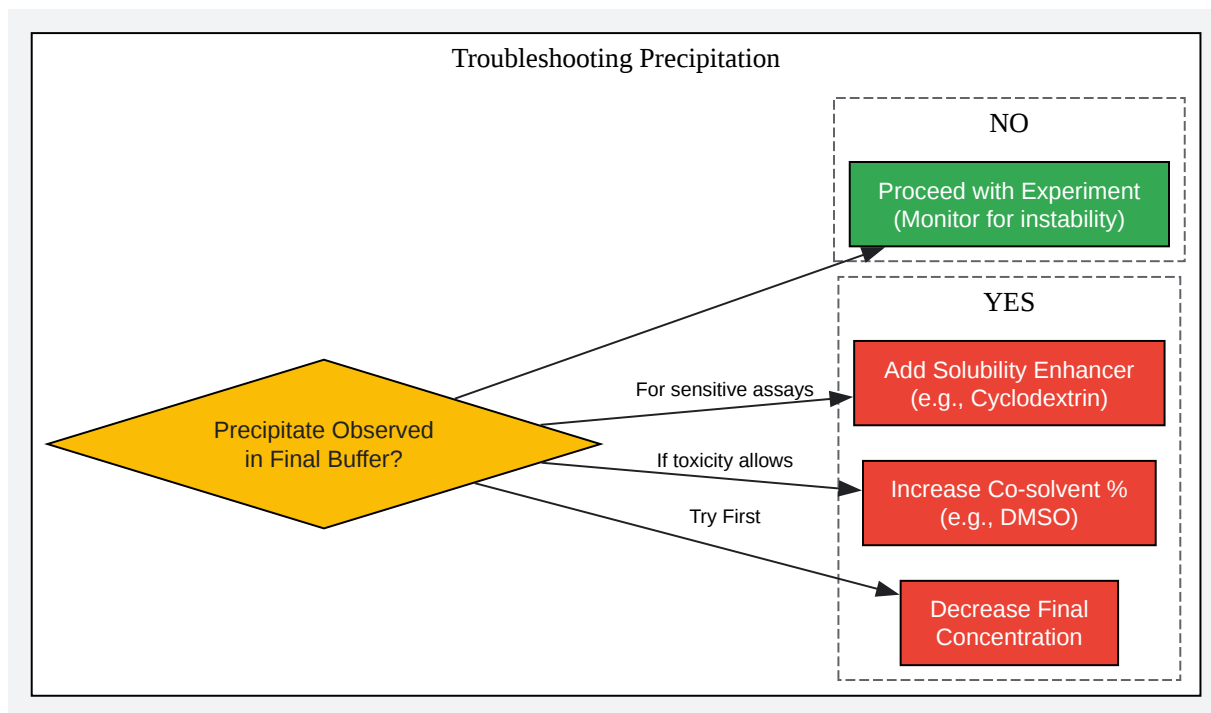 Troubleshooting Precipitation
NO
Proceed with Experiment
(Monitor for instability)
YES
Add Solubility Enhancer
(e.g., Cyclodextrin)
For sensitive assays
Precipitate Observed
in Final Buffer?
If toxicity allows
Increase Co-solvent %
(e.g., DMSO)
Try First
Decrease Final
Concentration